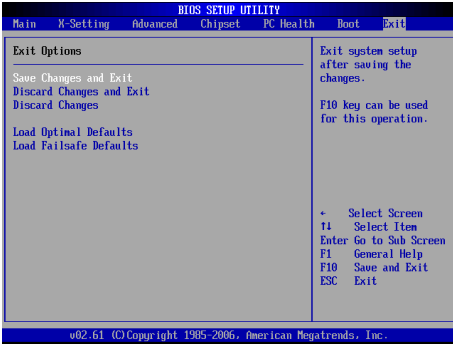 BIOS SETUP UTILITY
Main X-Setting Advanced Chipset PC Health Boot Exit
Exit Options
Save Changes and Exit
Discard Changes and Exit
Discard Changes
Load Optimal Defaults
Load Failsafe Defaults
Exit system setup
after saving the
changes.
F10 key can be used
for this operation.
← Select Screen
↑↓ Select Item
Enter Go to Sub Screen
F1 General Help
F10 Save and Exit
ESC Exit
v02.61 (C)Copyright 1985-2006, American Megatrends, Inc.